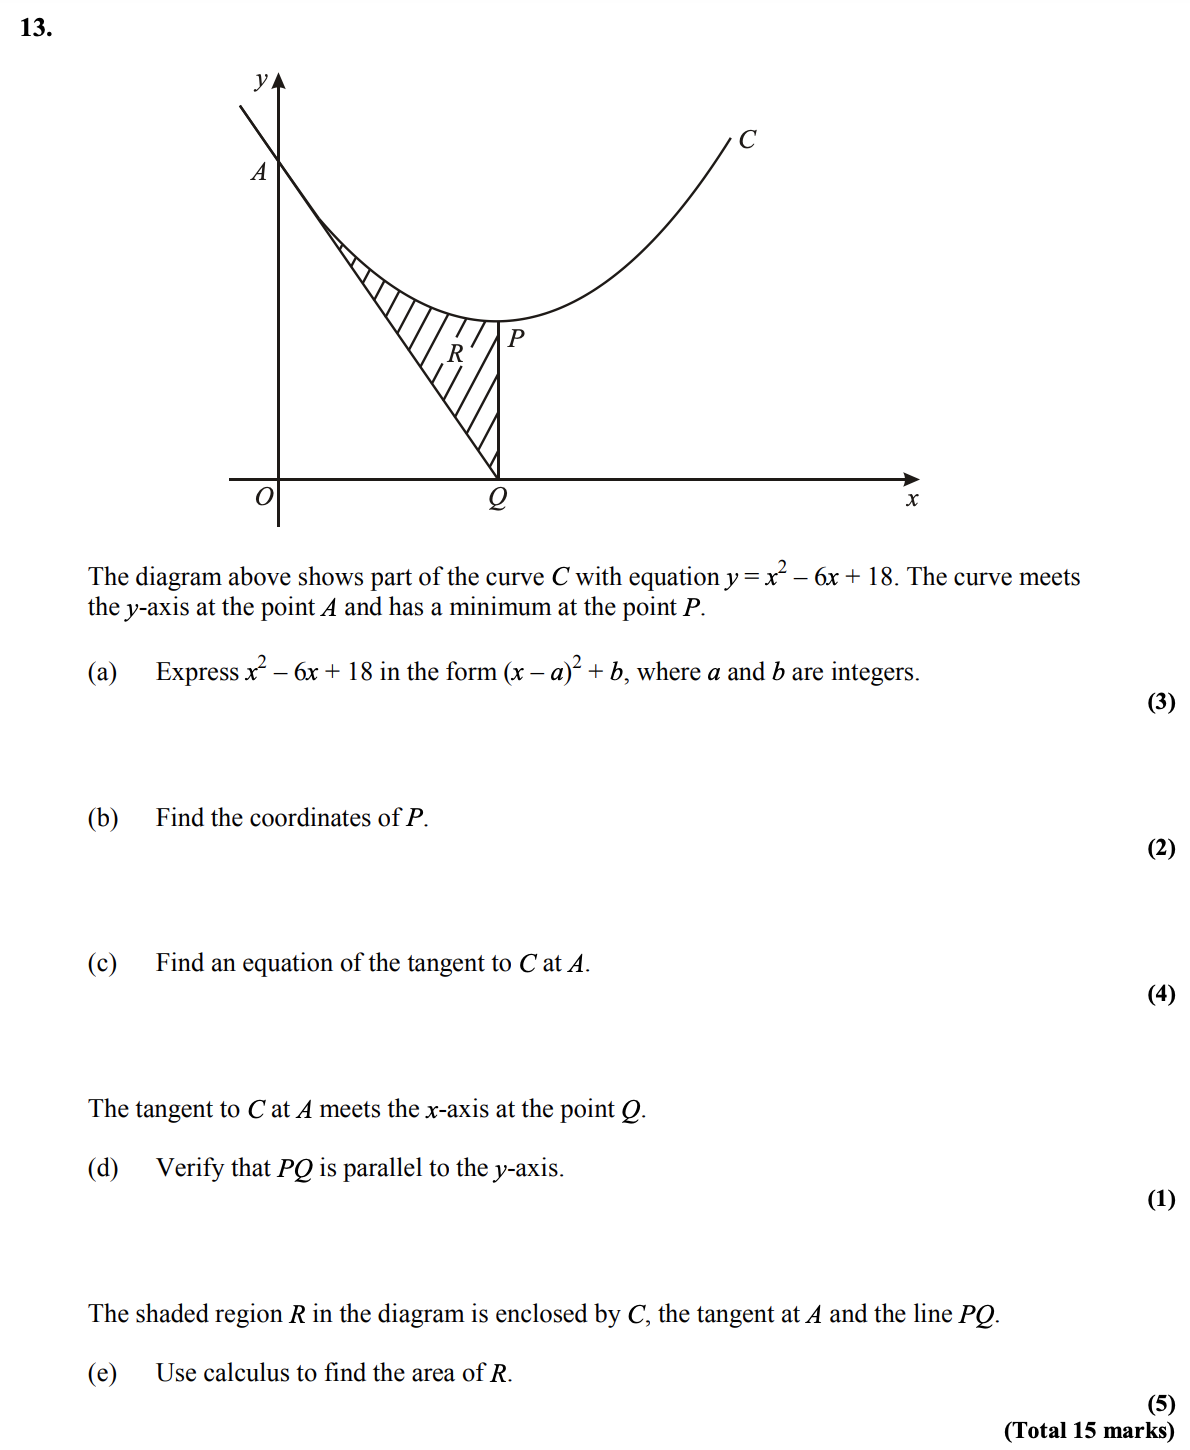 13.
y
C
A
P
R
O
Q
x
The diagram above shows part of the curve C with equation y = x² – 6x + 18. The curve meets
the y-axis at the point A and has a minimum at the point P.
(a) Express x² – 6x + 18 in the form (x – a)² + b, where a and b are integers.
(3)
(b) Find the coordinates of P.
(2)
(c) Find an equation of the tangent to C at A.
(4)
The tangent to C at A meets the x-axis at the point Q.
(d) Verify that PQ is parallel to the y-axis.
(1)
The shaded region R in the diagram is enclosed by C, the tangent at A and the line PQ.
(e) Use calculus to find the area of R.
(5)
(Total 15 marks)